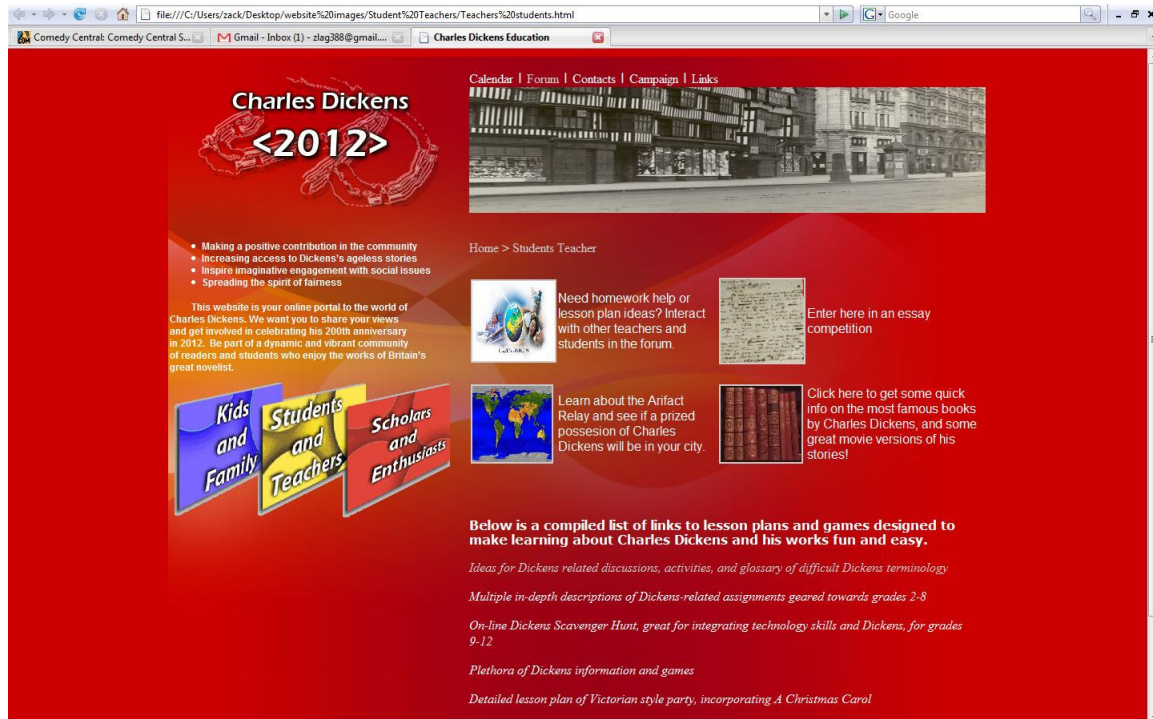 file:///C:/Users/zack/Desktop/website%20images/Student%20Teachers/Teachers%20students.html
Google
Comedy Central: Comedy Central S...
Gmail - Inbox (1) - zlag388@gmail....
Charles Dickens Education
Charles Dickens
<2012>
Calendar | Forum | Contacts | Campaign | Links
Making a positive contribution in the community
Increasing access to Dickens's ageless stories
Inspire imaginative engagement with social issues
Spreading the spirit of fairness
This website is your online portal to the world of
Charles Dickens. We want you to share your views
and get involved in celebrating his 200th anniversary
in 2012. Be part of a dynamic and vibrant community
of readers and students who enjoy the works of Britain's
great novelist.
Kids
and
Family
Students
and
Teachers
Scholars
and
Enthusiasts
Home > Students Teacher
Need homework help or
lesson plan ideas? Interact
with other teachers and
students in the forum.
Enter here in an essay
competition
Learn about the Arifact
Relay and see if a prized
possesion of Charles
Dickens will be in your city.
Click here to get some quick
info on the most famous books
by Charles Dickens, and some
great movie versions of his
stories!
Below is a compiled list of links to lesson plans and games designed to
make learning about Charles Dickens and his works fun and easy.
Ideas for Dickens related discussions, activities, and glossary of difficult Dickens terminology
Multiple in-depth descriptions of Dickens-related assignments geared towards grades 2-8
On-line Dickens Scavenger Hunt, great for integrating technology skills and Dickens, for grades
9-12
Plethora of Dickens information and games
Detailed lesson plan of Victorian style party, incorporating A Christmas Carol